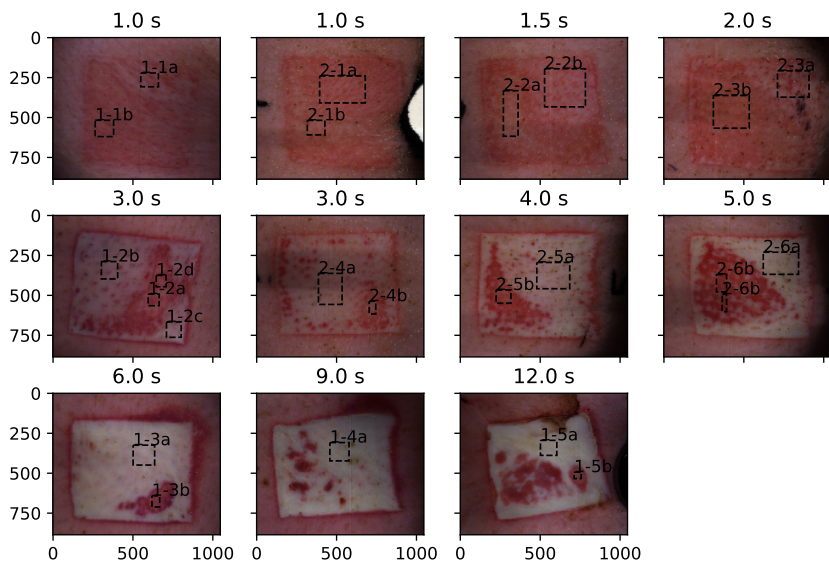 1.0 s 1.0 s 1.5 s 2.0 s
0 1-1a 2-1a 2-2b 2-3a
250 2-2a 2-3b
500 1-1b 2-1b
750
3.0 s 3.0 s 4.0 s 5.0 s
0
250 1-2b 2-5a 2-6a
1-2d 2-4a 2-6b
500 1-2a 2-4b 2-5b 2-6b
1-2c
750
6.0 s 9.0 s 12.0 s
0
250 1-3a 1-4a 1-5a
500 1-3b 1-5b
750
0 500 1000 0 500 1000 0 500 1000